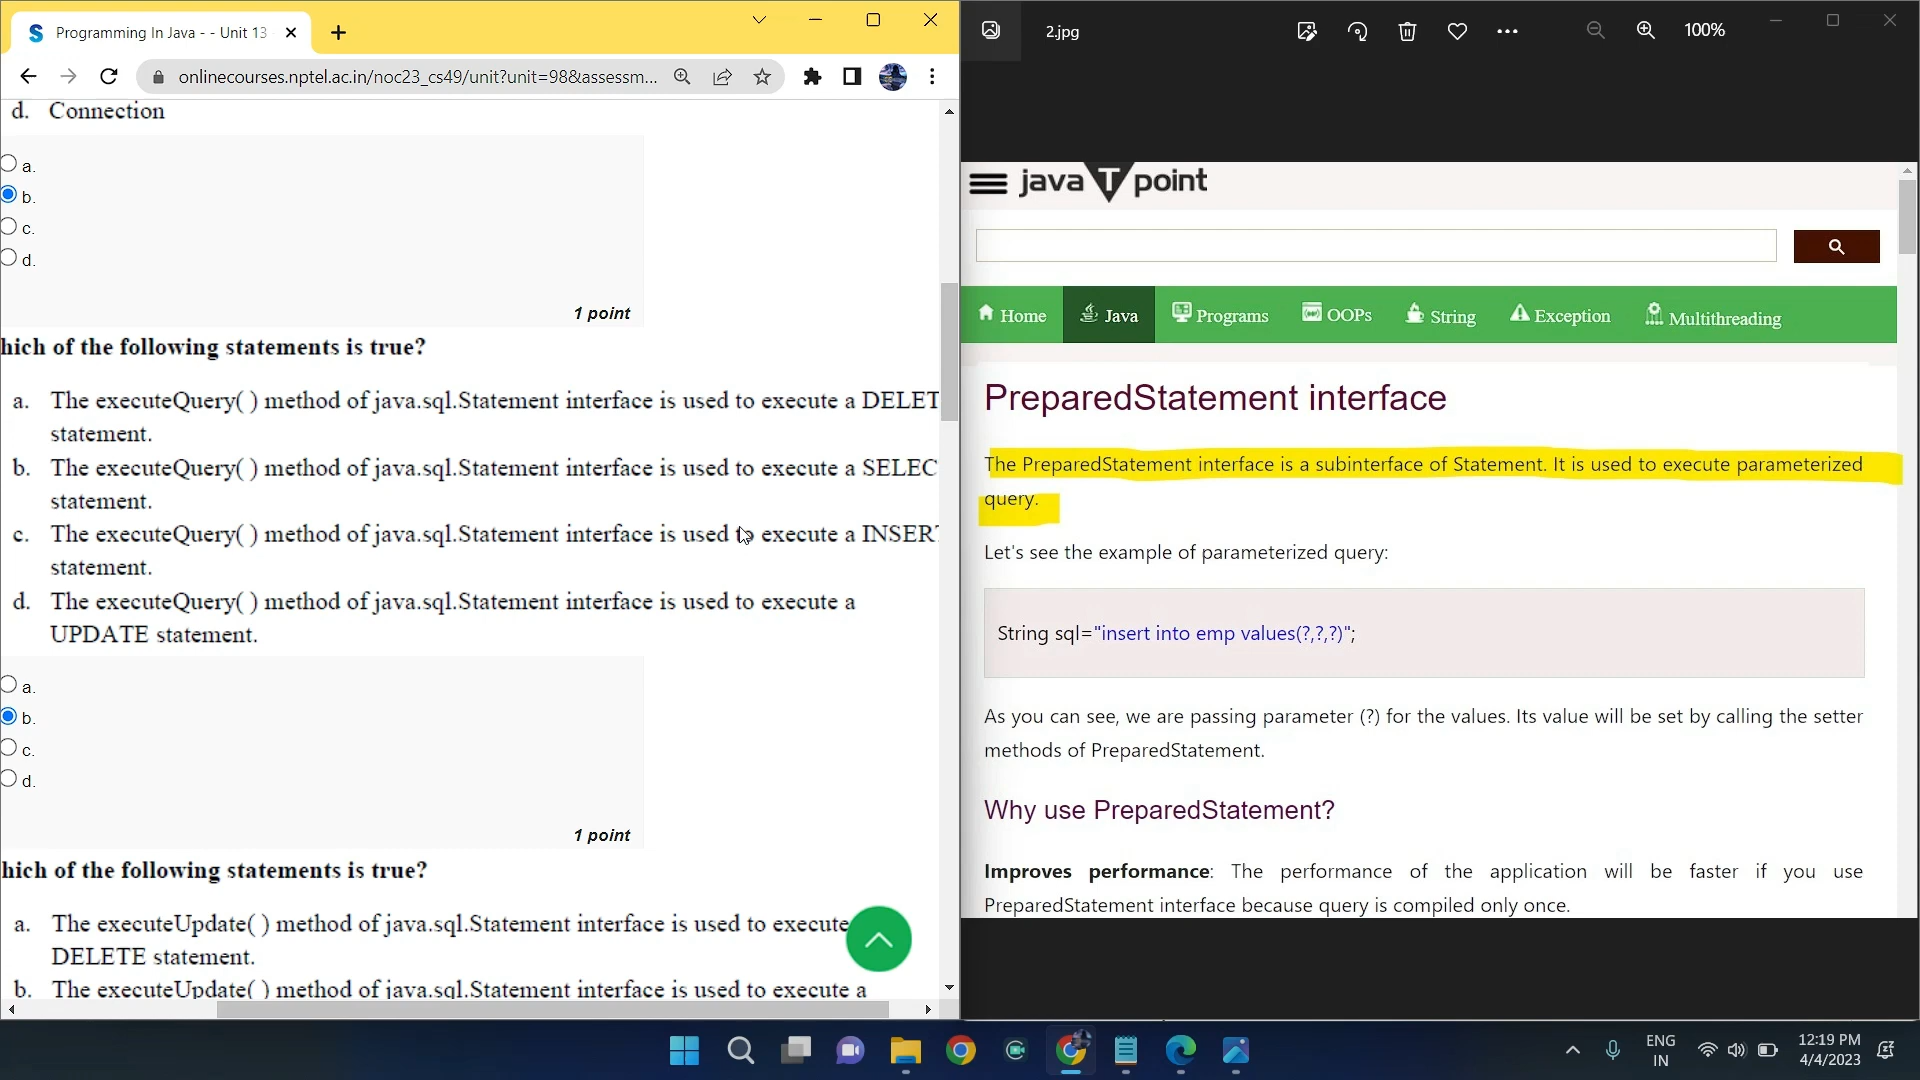 Programming In Java - - Unit 13
onlinecourses.nptel.ac.in/noc23_cs49/unit?unit=98&assessm...
d. Connection
a.
b.
c.
d.
1 point
hich of the following statements is true?
a. The executeQuery( ) method of java.sql.Statement interface is used to execute a DELET
statement.
b. The executeQuery( ) method of java.sql.Statement interface is used to execute a SELEC
statement.
c. The executeQuery( ) method of java.sql.Statement interface is used to execute a INSERT
statement.
d. The executeQuery( ) method of java.sql.Statement interface is used to execute a
UPDATE statement.
a.
b.
c.
d.
1 point
hich of the following statements is true?
a. The executeUpdate( ) method of java.sql.Statement interface is used to execute
DELETE statement.
b. The executeUpdate( ) method of java.sql.Statement interface is used to execute a
2.jpg
100%
java T point
Home Java Programs OOPs String Exception Multithreading
PreparedStatement interface
The PreparedStatement interface is a subinterface of Statement. It is used to execute parameterized
query.
Let's see the example of parameterized query:
String sql="insert into emp values(?,?,?)";
As you can see, we are passing parameter (?) for the values. Its value will be set by calling the setter
methods of PreparedStatement.
Why use PreparedStatement?
Improves performance: The performance of the application will be faster if you use
PreparedStatement interface because query is compiled only once.
ENG
IN
12:19 PM
4/4/2023